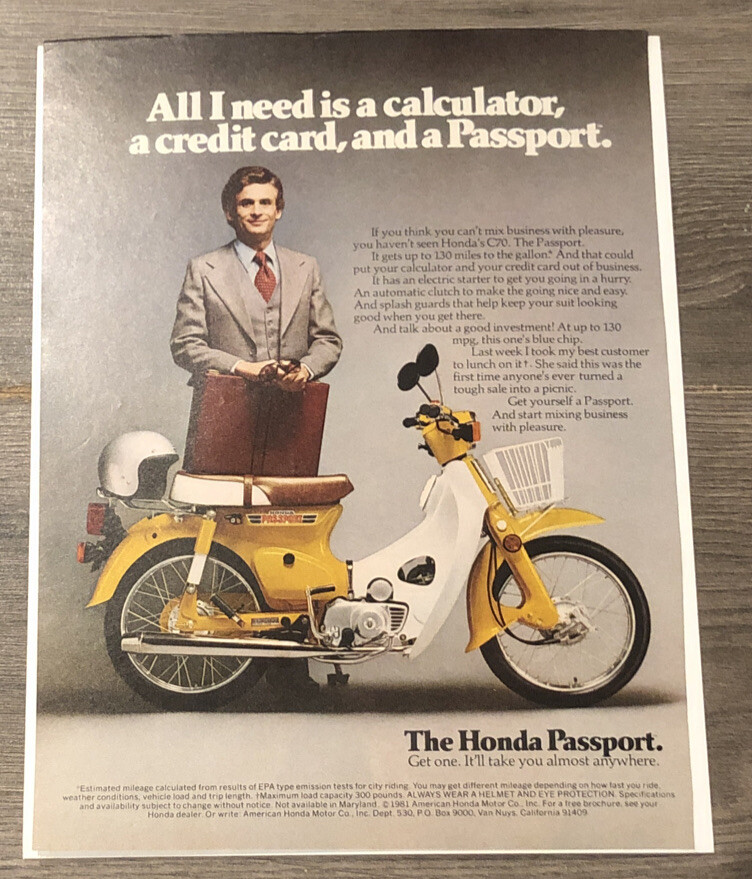 All I need is a calculator,
a credit card, and a Passport.™
If you think you can't mix business with pleasure,
you haven't seen Honda's C70. The Passport.
It gets up to 130 miles to the gallon.* And that could
put your calculator and your credit card out of business.
It has an electric starter to get you going in a hurry.
An automatic clutch to make the going nice and easy.
And splash guards that help keep your suit looking
good when you get there.
And talk about a good investment! At up to 130
mpg, this one's blue chip.
Last week I took my best customer
to lunch on it†. She said this was the
first time anyone's ever turned a
tough sale into a picnic.
Get yourself a Passport.
And start mixing business
with pleasure.
PASSPORT
The Honda Passport.
Get one. It'll take you almost anywhere.
*Estimated mileage calculated from results of EPA type emission tests for city riding. You may get different mileage depending on how fast you ride,
weather conditions, vehicle load and trip length. †Maximum load capacity 300 pounds. ALWAYS WEAR A HELMET AND EYE PROTECTION. Specifications
and availability subject to change without notice. Not available in Maryland. © 1981 American Honda Motor Co., Inc. For a free brochure, see your
Honda dealer. Or write: American Honda Motor Co., Inc. Dept. 530, P.O. Box 9000, Van Nuys, California 91409.